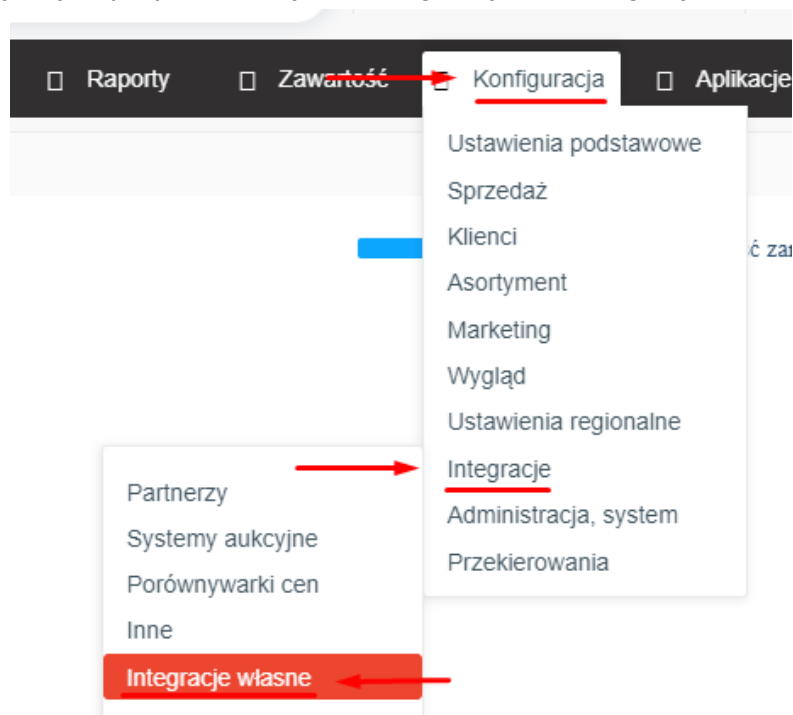 Raporty Zawartość Konfiguracja Aplikacje
Ustawienia podstawowe
Sprzedaż
Klienci
Asortyment
Marketing
Wygląd
Ustawienia regionalne
Integracje
Administracja, system
Przekierowania
Partnerzy
Systemy aukcyjne
Porównywarki cen
Inne
Integracje własne